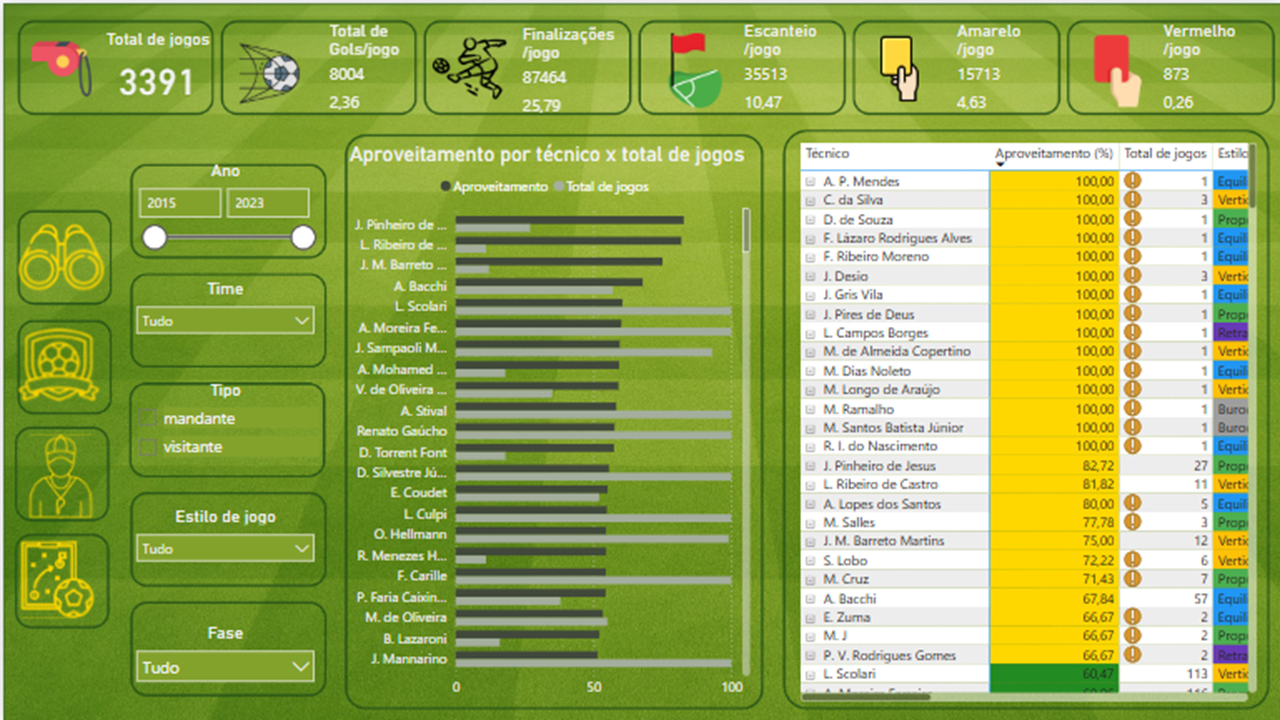 Total de jogos
3391
Total de
Gols/jogo
8004
2,36
Finalizações
/jogo
87464
25,79
Escanteio
/jogo
35513
10,47
Amarelo
/jogo
15713
4,63
Vermelho
/jogo
873
0,26
Ano
2015 2023
Time
Tudo
Tipo
mandante
visitante
Estilo de jogo
Tudo
Fase
Tudo
Aproveitamento por técnico x total de jogos
Aproveitamento Total de jogos
J. Pinheiro de ...
L. Ribeiro de ...
J. M. Barreto ...
A. Bacchi
L. Scolari
A. Moreira Fe...
J. Sampaoli M...
A. Mohamed ...
V. de Oliveira ...
A. Stival
Renato Gaúcho
D. Torrent Font
D. Silvestre Jú...
E. Coudet
L. Culpi
O. Hellmann
R. Menezes H...
F. Carille
P. Faria Caixin...
M. de Oliveira
B. Lazaroni
J. Mannarino
0 50 100
Técnico Aproveitamento (%) Total de jogos Estilo
A. P. Mendes 100,00 1 Equil
C. da Silva 100,00 3 Vertic
D. de Souza 100,00 1 Prop
F. Lázaro Rodrigues Alves 100,00 1 Equil
F. Ribeiro Moreno 100,00 1 Equil
J. Desio 100,00 3 Vertic
J. Gris Vila 100,00 1 Equil
J. Pires de Deus 100,00 1 Prop
L. Campos Borges 100,00 1 Retra
M. de Almeida Copertino 100,00 1 Vertic
M. Dias Noleto 100,00 1 Equil
M. Longo de Araújo 100,00 1 Vertic
M. Ramalho 100,00 1 Buro
M. Santos Batista Júnior 100,00 1 Buro
R. I. do Nascimento 100,00 1 Equil
J. Pinheiro de Jesus 82,72 27 Prop
L. Ribeiro de Castro 81,82 11 Vertic
A. Lopes dos Santos 80,00 5 Equil
M. Salles 77,78 3 Prop
J. M. Barreto Martins 75,00 12 Vertic
S. Lobo 72,22 6 Vertic
M. Cruz 71,43 7 Prop
A. Bacchi 67,84 57 Equil
E. Zuma 66,67 2 Equil
M. J 66,67 2 Prop
P. V. Rodrigues Gomes 66,67 2 Retra
L. Scolari 60,47 113 Vertic